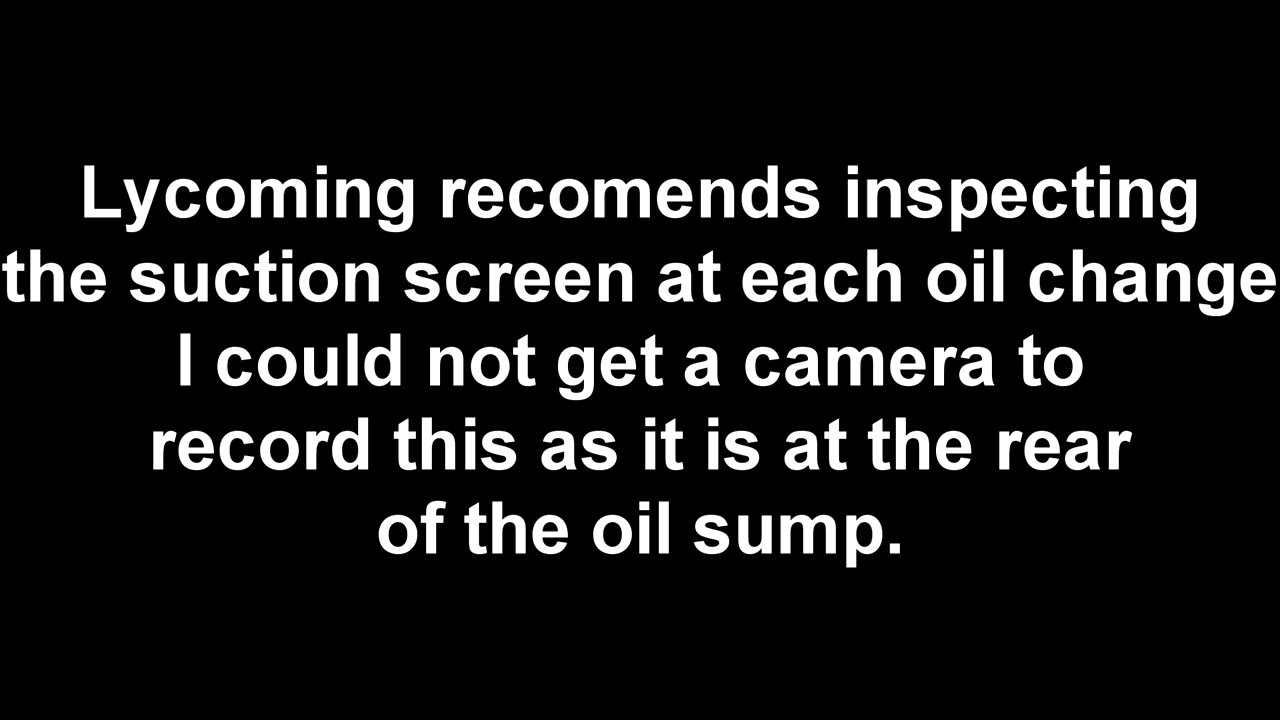 Lycoming recomends inspecting
the suction screen at each oil change
I could not get a camera to
record this as it is at the rear
of the oil sump.